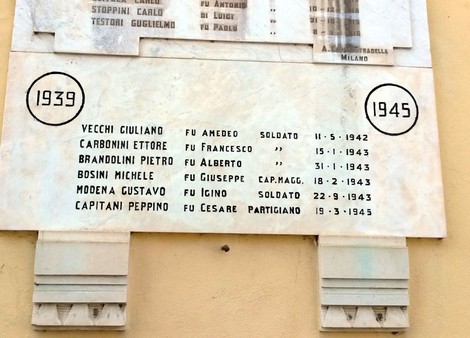 STOPPINI CARLO DI LUIGI
TESTORI GUGLIELMO FU PAOLO
MILANO
1939 1945
VECCHI GIULIANO FU AMEDEO SOLDATO 11·5·1942
CARBONINI ETTORE FU FRANCESCO ,, 15·1·1943
BRANDOLINI PIETRO FU ALBERTO ,, 31·1·1943
BOSINI MICHELE FU GIUSEPPE CAP.MAGG. 18·2·1943
MODENA GUSTAVO FU IGINO SOLDATO 22·9·1943
CAPITANI PEPPINO FU CESARE PARTIGIANO 19·3·1945